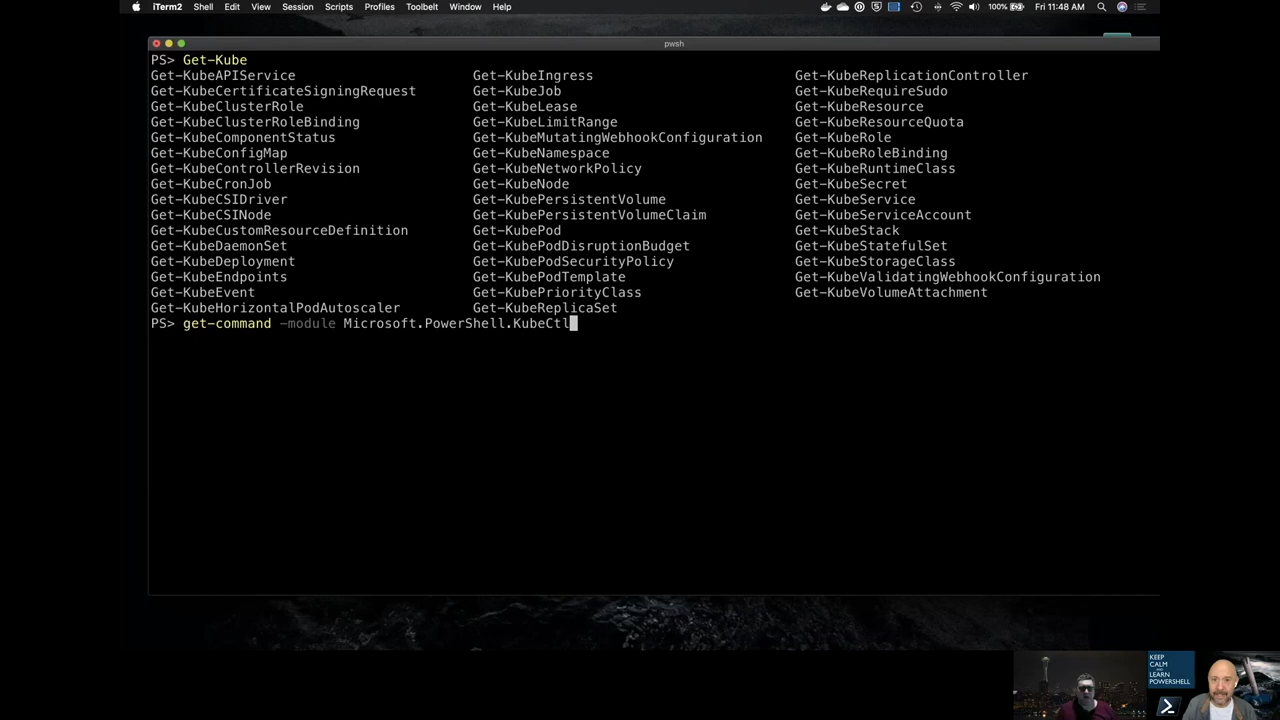 iTerm2 Shell Edit View Session Scripts Profiles Toolbelt Window Help 100% Fri 11:48 AM
pwsh
PS> Get-Kube
Get-KubeAPIService Get-KubeIngress Get-KubeReplicationController
Get-KubeCertificateSigningRequest Get-KubeJob Get-KubeRequireSudo
Get-KubeClusterRole Get-KubeLease Get-KubeResource
Get-KubeClusterRoleBinding Get-KubeLimitRange Get-KubeResourceQuota
Get-KubeComponentStatus Get-KubeMutatingWebhookConfiguration Get-KubeRole
Get-KubeConfigMap Get-KubeNamespace Get-KubeRoleBinding
Get-KubeControllerRevision Get-KubeNetworkPolicy Get-KubeRuntimeClass
Get-KubeCronJob Get-KubeNode Get-KubeSecret
Get-KubeCSIDriver Get-KubePersistentVolume Get-KubeService
Get-KubeCSINode Get-KubePersistentVolumeClaim Get-KubeServiceAccount
Get-KubeCustomResourceDefinition Get-KubePod Get-KubeStack
Get-KubeDaemonSet Get-KubePodDisruptionBudget Get-KubeStatefulSet
Get-KubeDeployment Get-KubePodSecurityPolicy Get-KubeStorageClass
Get-KubeEndpoints Get-KubePodTemplate Get-KubeValidatingWebhookConfiguration
Get-KubeEvent Get-KubePriorityClass Get-KubeVolumeAttachment
Get-KubeHorizontalPodAutoscaler Get-KubeReplicaSet
PS> get-command -module Microsoft.PowerShell.KubeCtl
KEEP
CALM
AND
LEARN
POWERSHELL